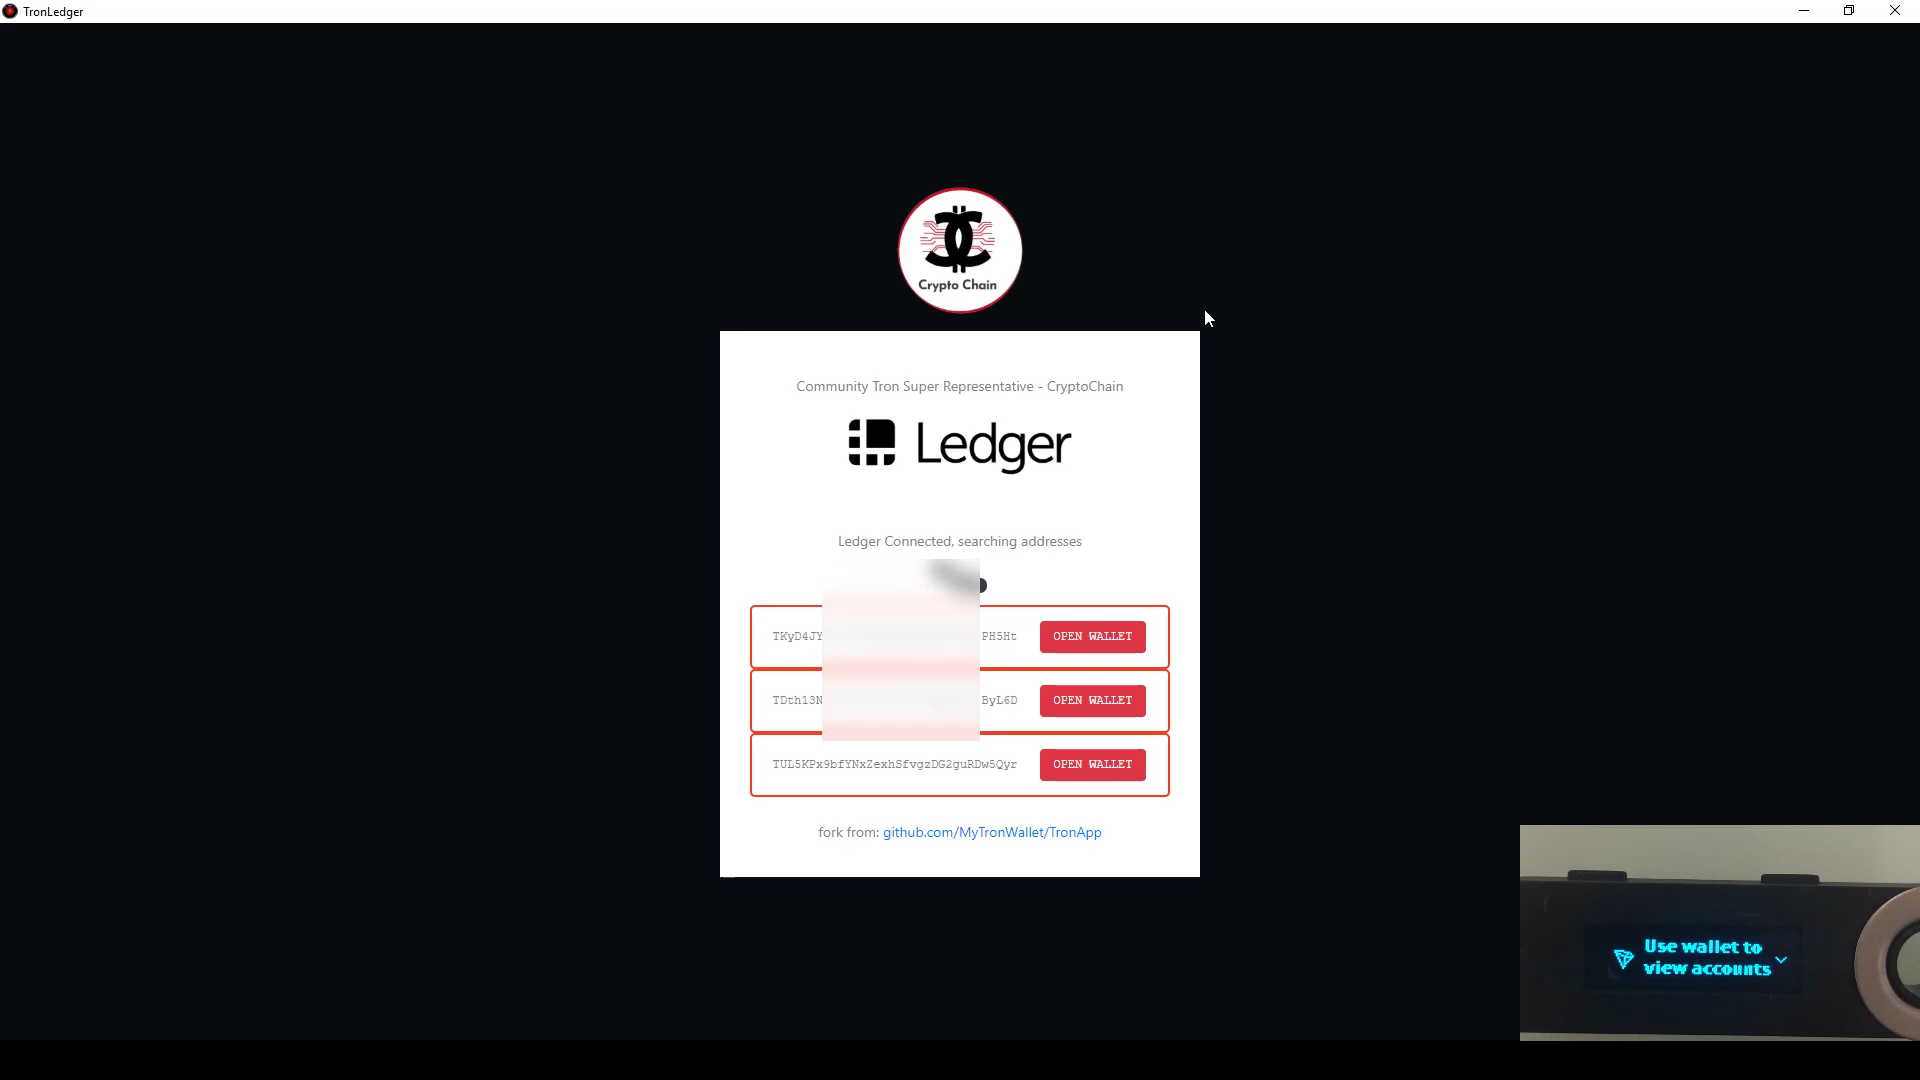 TronLedger
Crypto Chain
Community Tron Super Representative - CryptoChain
Ledger
Ledger Connected, searching addresses
TKyD4JY PH5Ht OPEN WALLET
TDth13N ByL6D OPEN WALLET
TUL5KPx9bfYNxZexhSfvgzDG2guRDw5Qyr OPEN WALLET
fork from: github.com/MyTronWallet/TronApp
Use wallet to
view accounts